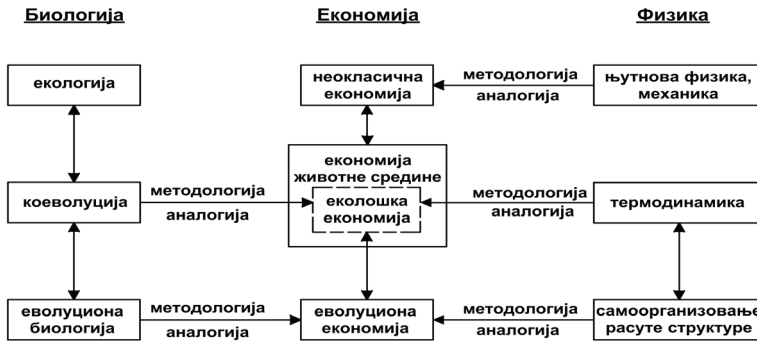 Биологија
Економија
Физика
екологија
неокласична
економија
методологија
аналогија
њутнова физика,
механика
економија
животне средине
коеволуција
методологија
аналогија
еколошка
економија
методологија
аналогија
термодинамика
еволуциона
биологија
методологија
аналогија
еволуциона
економија
методологија
аналогија
самоорганизовање
расуте структуре